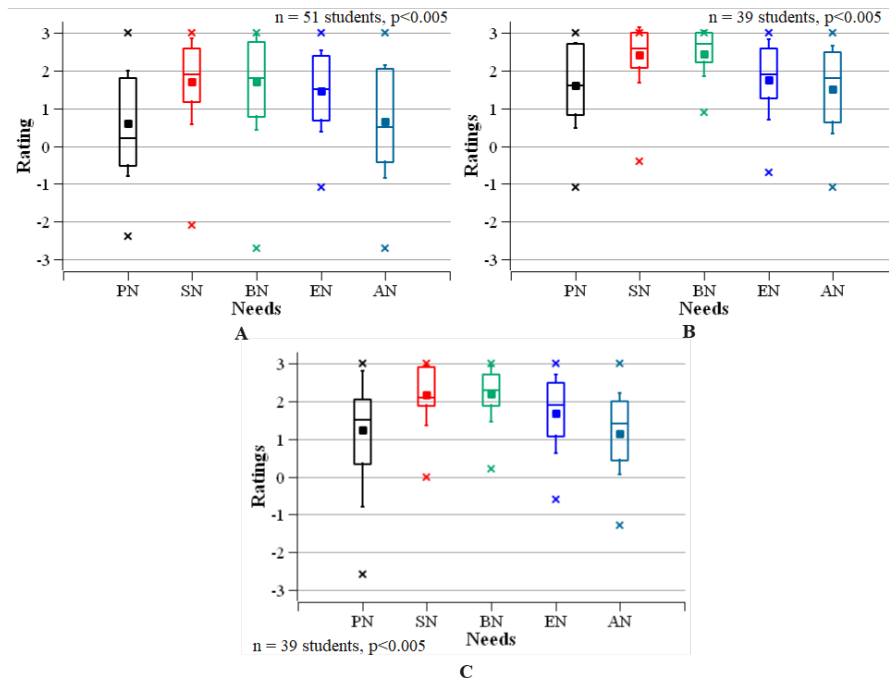 n = 51 students, p<0.005
Rating
3
2
1
0
-1
-2
-3
PN SN BN EN AN
Needs
A
n = 39 students, p<0.005
Ratings
3
2
1
0
-1
-2
-3
PN SN BN EN AN
Needs
B
Ratings
3
2
1
0
-1
-2
-3
PN SN BN EN AN
Needs
n = 39 students, p<0.005
C